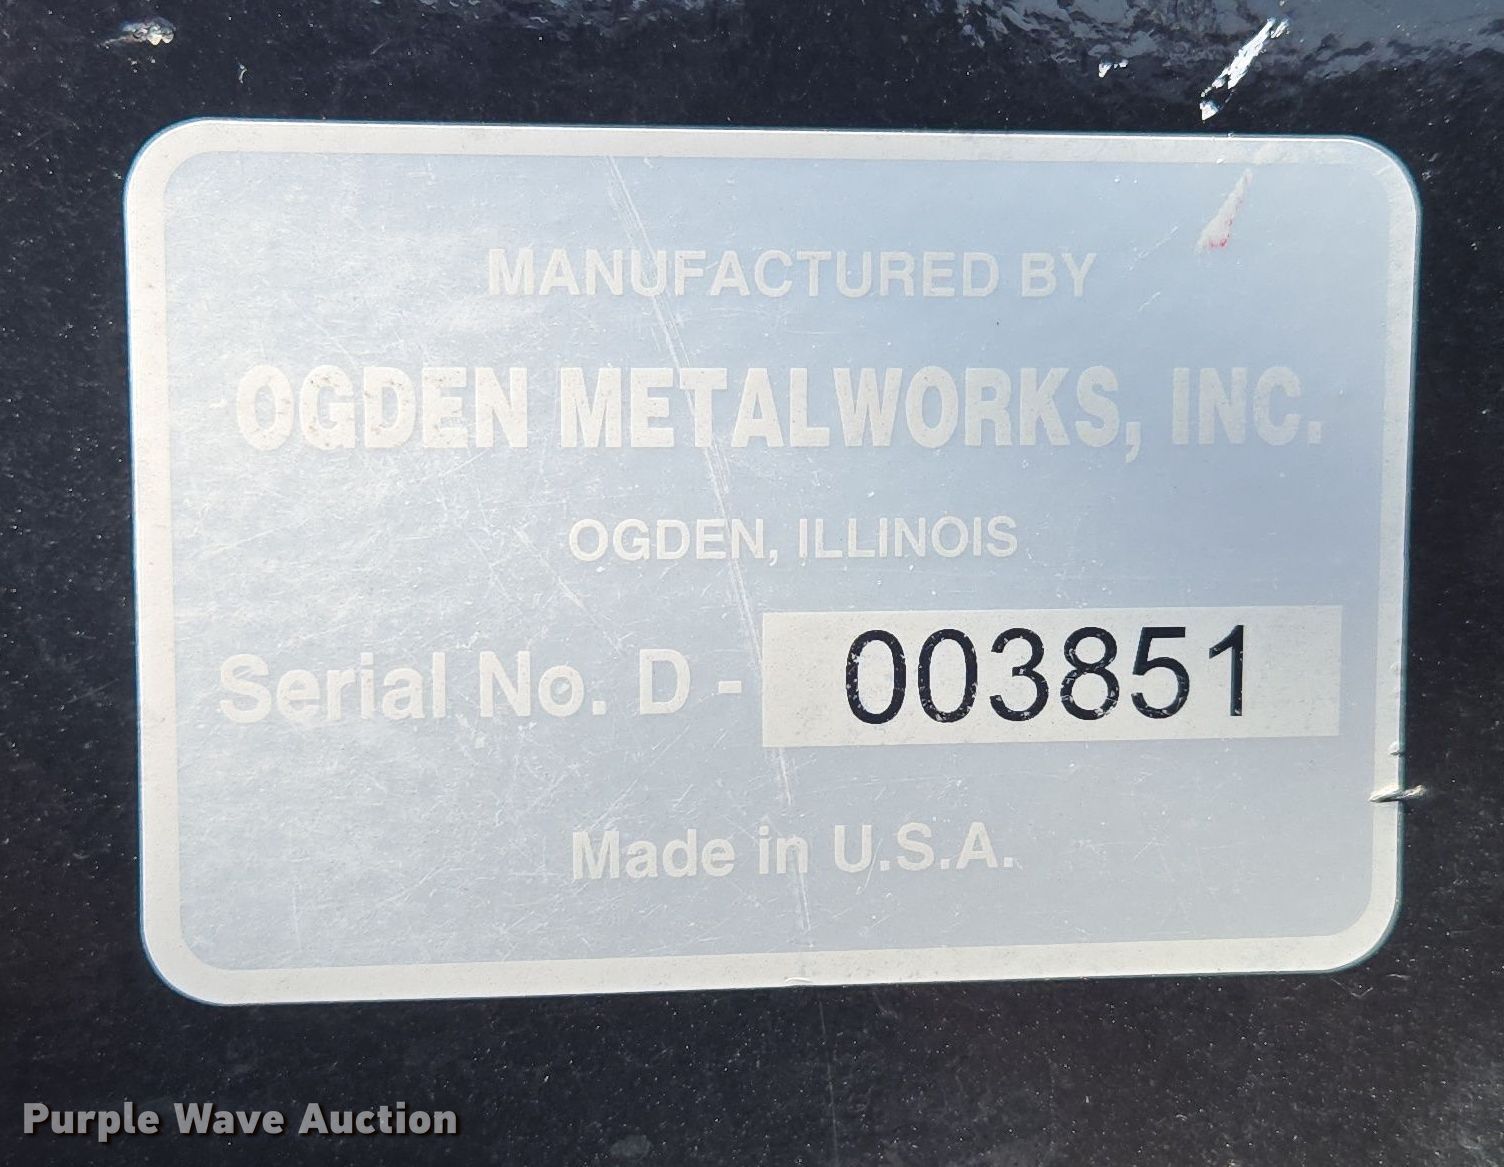 MANUFACTURED BY
OGDEN METALWORKS, INC.
OGDEN, ILLINOIS
Serial No. D - 003851
Made in U.S.A.
Purple Wave Auction